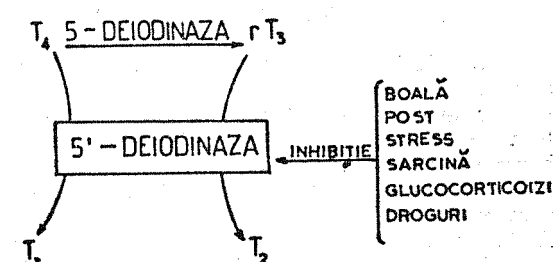 T₄ 5-DEIODINAZA rT₃
BOALĂ
POST
STRESS
5'-DEIODINAZA INHIBITIE SARCINĂ
GLUCOCORTICOIZI
DROGURI
T₃ T₂